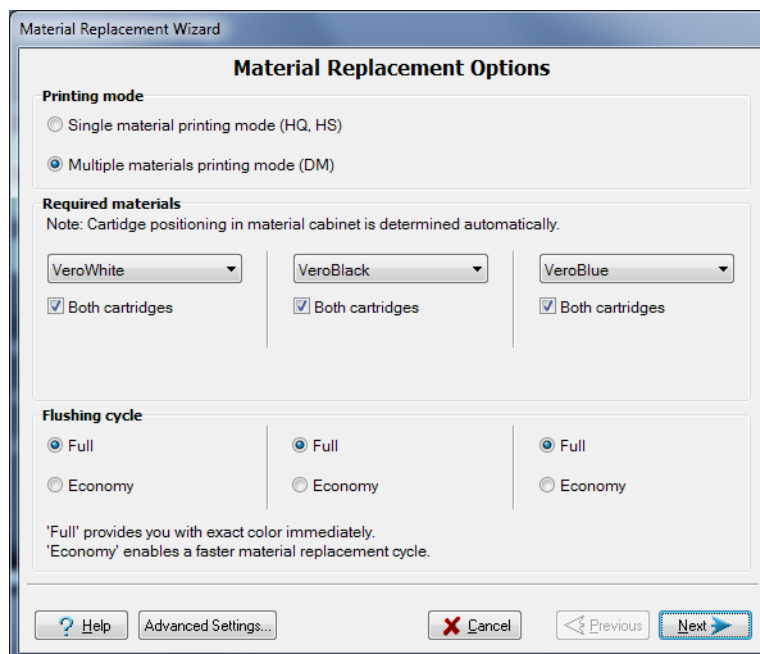 Material Replacement Wizard
Material Replacement Options
Printing mode
Single material printing mode (HQ, HS)
Multiple materials printing mode (DM)
Required materials
Note: Cartidge positioning in material cabinet is determined automatically.
VeroWhite VeroBlack VeroBlue
Both cartridges Both cartridges Both cartridges
Flushing cycle
Full Full Full
Economy Economy Economy
'Full' provides you with exact color immediately.
'Economy' enables a faster material replacement cycle.
Help Advanced Settings... Cancel Previous Next